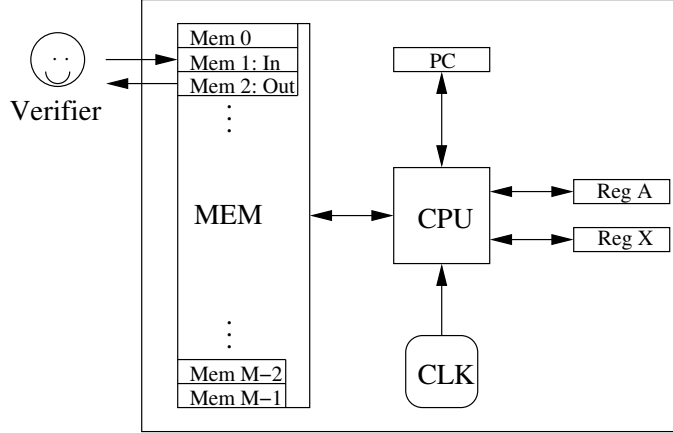 Mem 0
Mem 1: In
Mem 2: Out
Verifier
MEM
Mem M−2
Mem M−1
PC
CPU
Reg A
Reg X
CLK